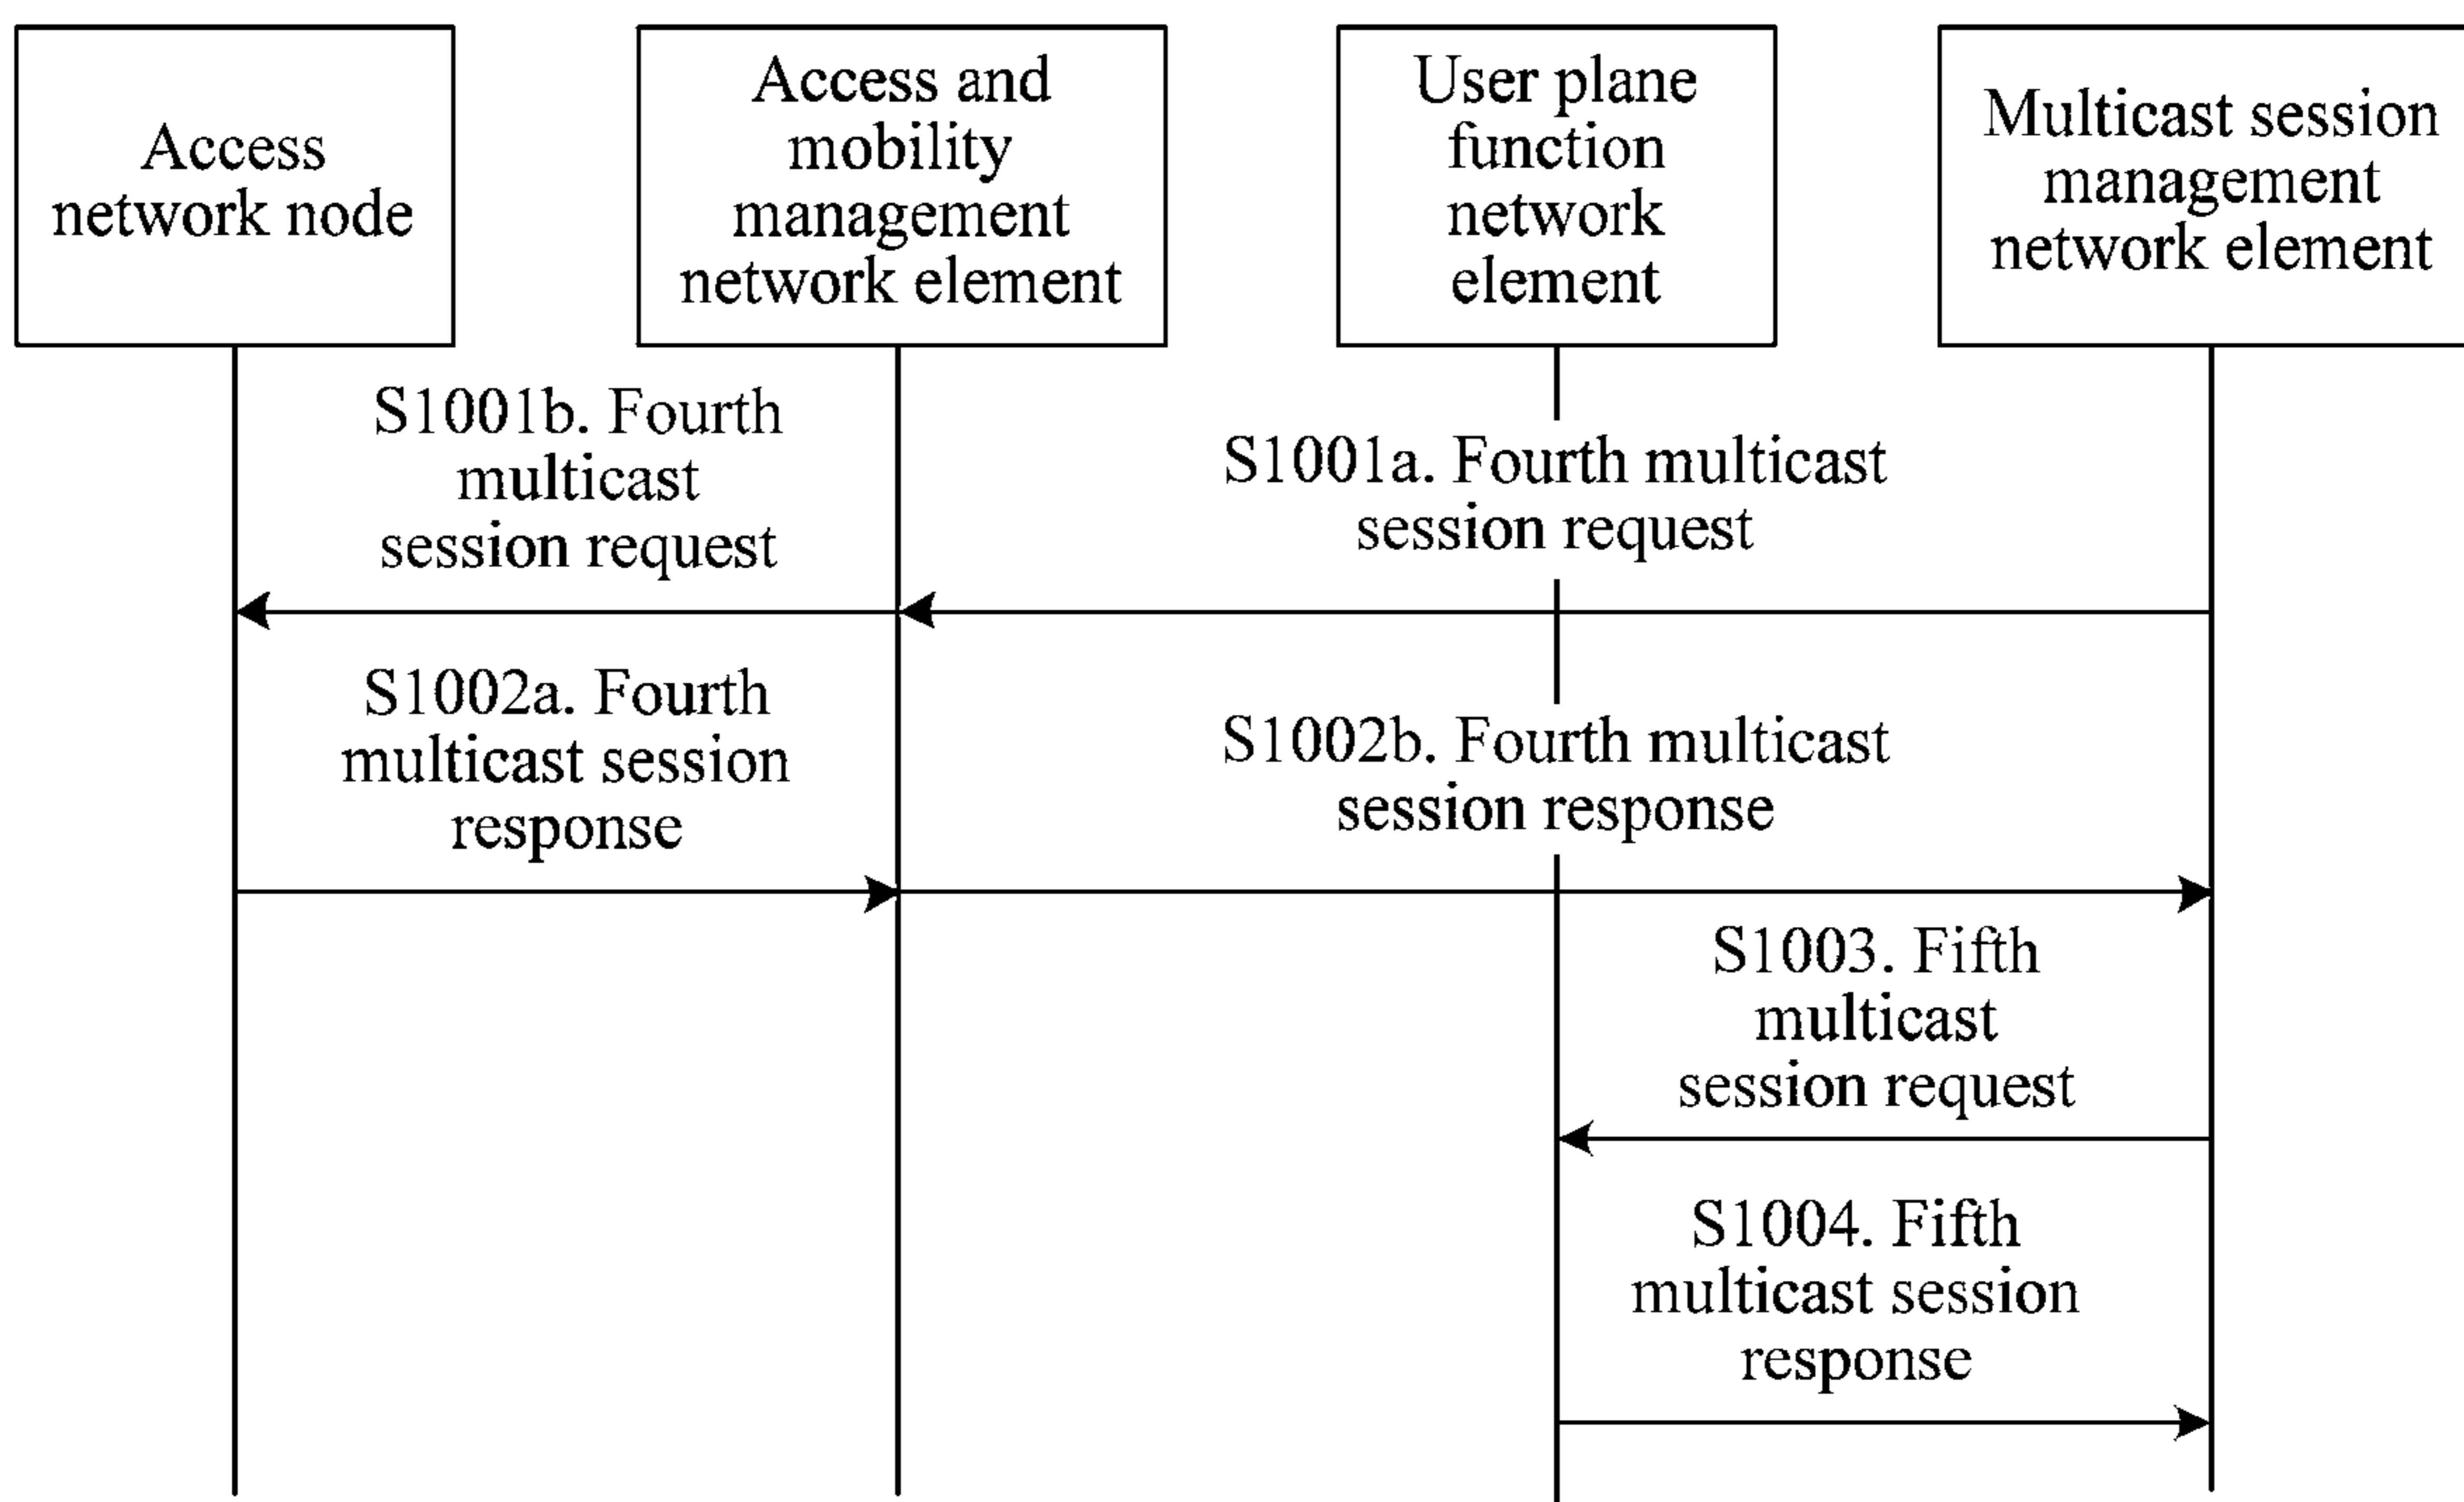 Access
network node
Access and
mobility
management
network element
User plane
function
network
element
Multicast session
management
network element
S1001b. Fourth
multicast
session request
S1001a. Fourth multicast
session request
S1002a. Fourth
multicast session
response
S1002b. Fourth multicast
session response
S1003. Fifth
multicast
session request
S1004. Fifth
multicast session
response